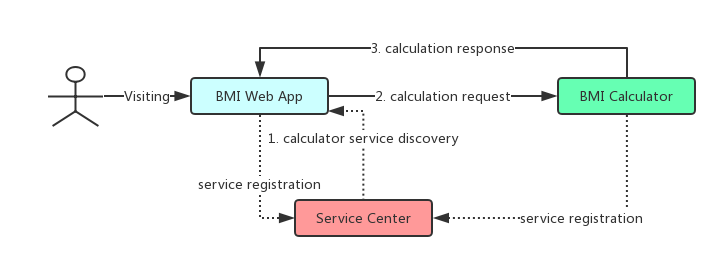 3. calculation response
Visiting
BMI Web App
2. calculation request
BMI Calculator
1. calculator service discovery
service registration
Service Center
service registration